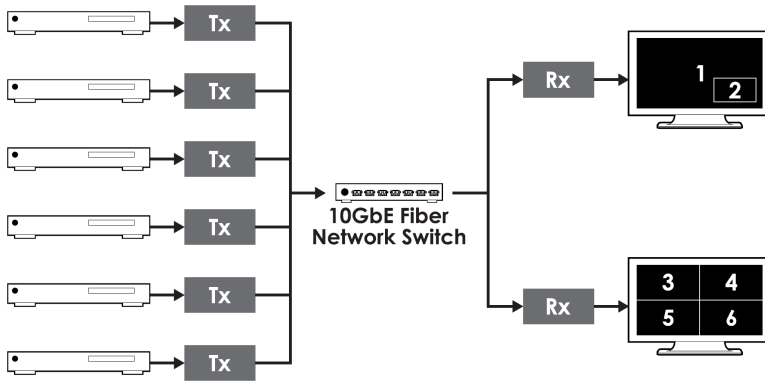 Tx
Tx
Tx
Tx
Tx
Tx
10GbE Fiber
Network Switch
Rx
1
2
Rx
3 4
5 6